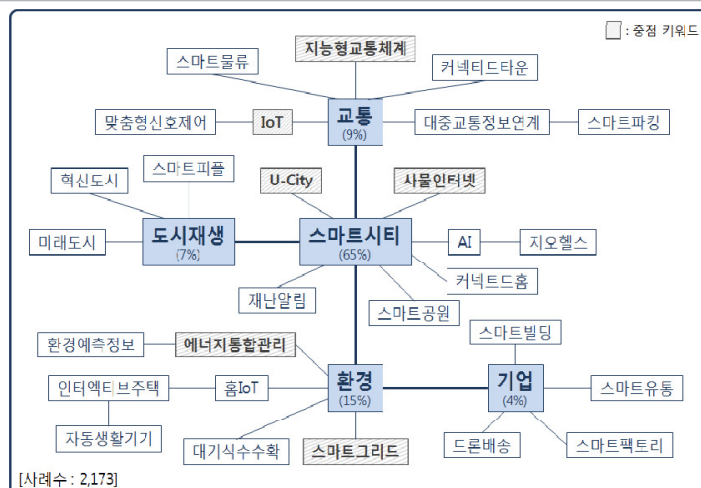 : 중점 키워드
지능형교통체계
스마트물류
커넥티드타운
교통
(9%)
맞춤형신호제어
IoT
대중교통정보연계
스마트파킹
스마트피플
혁신도시
U-City
사물인터넷
미래도시
도시재생
(7%)
스마트시티
(65%)
AI
지오헬스
커넥트드홈
재난알림
스마트공원
스마트빌딩
환경예측정보
에너지통합관리
인터엑티브주택
홈IoT
환경
(15%)
기업
(4%)
스마트유통
자동생활기기
대기식수수확
스마트그리드
드론배송
스마트팩토리
[사례수 : 2,173]